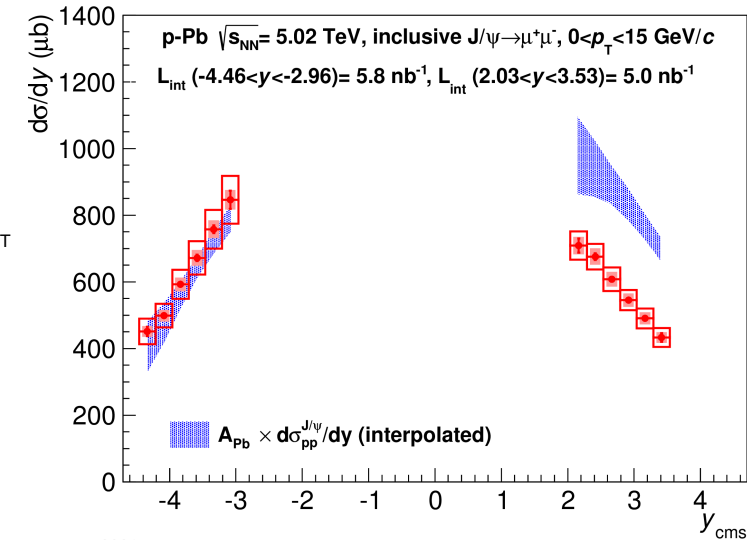 p-Pb √sNN= 5.02 TeV, inclusive J/ψ→μ+μ-, 0<pT<15 GeV/c
Lint (-4.46<y<-2.96)= 5.8 nb-1, Lint (2.03<y<3.53)= 5.0 nb-1
dσ/dy (μb)
1400
1200
1000
800
600
400
200
0
T
APb × dσppJ/ψ/dy (interpolated)
-4 -3 -2 -1 0 1 2 3 4
ycms